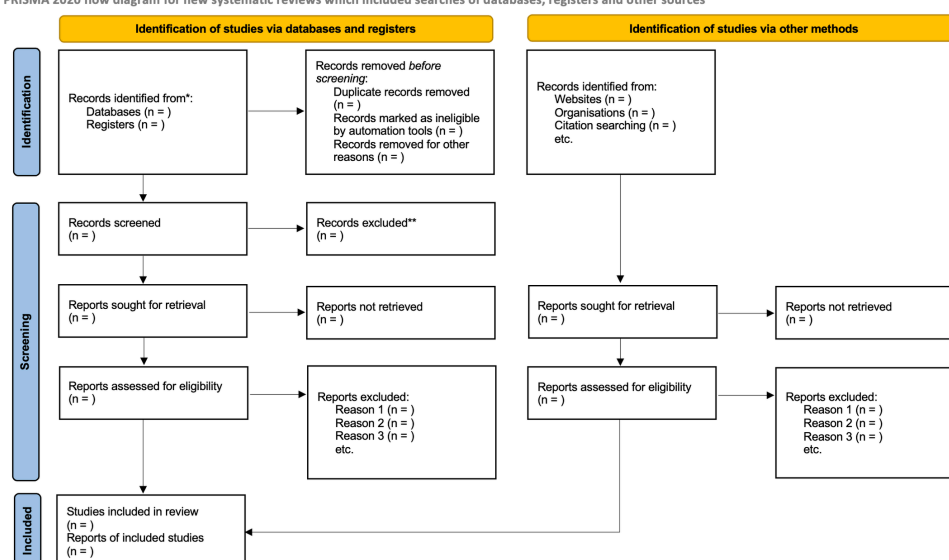 PRISMA 2020 flow diagram for new systematic reviews which included searches of databases, registers and other sources
Identification of studies via databases and registers
Identification of studies via other methods
Identification
Records identified from*:
Databases (n = )
Registers (n = )
Records removed before
screening:
Duplicate records removed
(n = )
Records marked as ineligible
by automation tools (n = )
Records removed for other
reasons (n = )
Records identified from:
Websites (n = )
Organisations (n = )
Citation searching (n = )
etc.
Screening
Records screened
(n = )
Records excluded**
(n = )
Reports sought for retrieval
(n = )
Reports not retrieved
(n = )
Reports sought for retrieval
(n = )
Reports not retrieved
(n = )
Reports assessed for eligibility
(n = )
Reports excluded:
Reason 1 (n = )
Reason 2 (n = )
Reason 3 (n = )
etc.
Reports assessed for eligibility
(n = )
Reports excluded:
Reason 1 (n = )
Reason 2 (n = )
Reason 3 (n = )
etc.
Included
Studies included in review
(n = )
Reports of included studies
(n = )